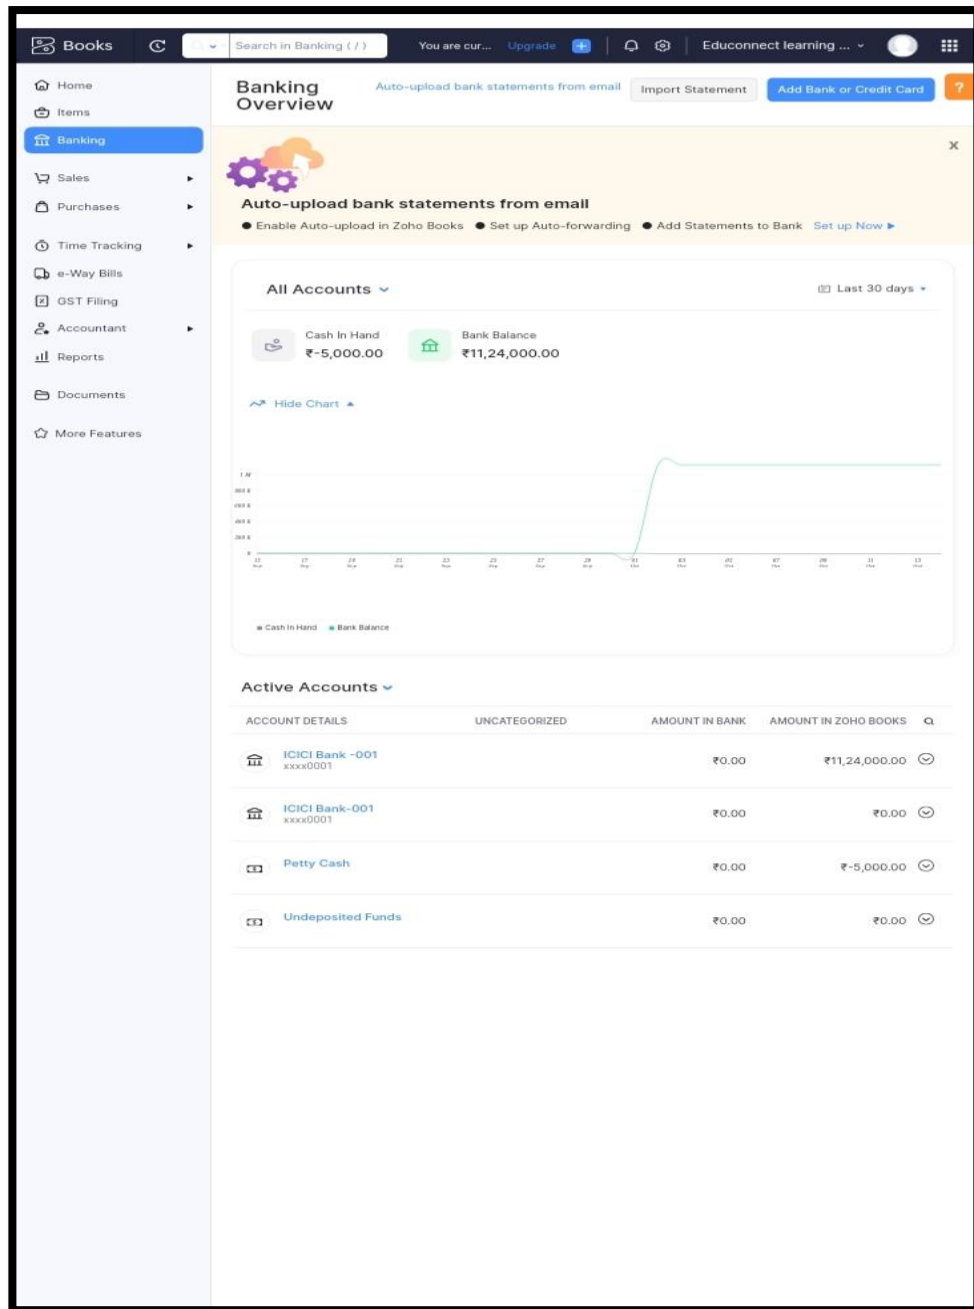 Books
Search in Banking ( / )
You are cur... Upgrade
Educonnect learning ...
Home
Items
Banking
Sales
Purchases
Time Tracking
e-Way Bills
GST Filing
Accountant
Reports
Documents
More Features
Banking Overview
Auto-upload bank statements from email
Import Statement
Add Bank or Credit Card
?
x
Auto-upload bank statements from email
● Enable Auto-upload in Zoho Books ● Set up Auto-forwarding ● Add Statements to Bank Set up Now ▶
All Accounts
Last 30 days
Cash In Hand
₹-5,000.00
Bank Balance
₹11,24,000.00
Hide Chart
1 M
0
Cash In Hand Bank Balance
Active Accounts
ACCOUNT DETAILS UNCATEGORIZED AMOUNT IN BANK AMOUNT IN ZOHO BOOKS
ICICI Bank -001 ₹0.00 ₹11,24,000.00
xxxx0001
ICICI Bank-001 ₹0.00 ₹0.00
xxxx0001
Petty Cash ₹0.00 ₹-5,000.00
Undeposited Funds ₹0.00 ₹0.00